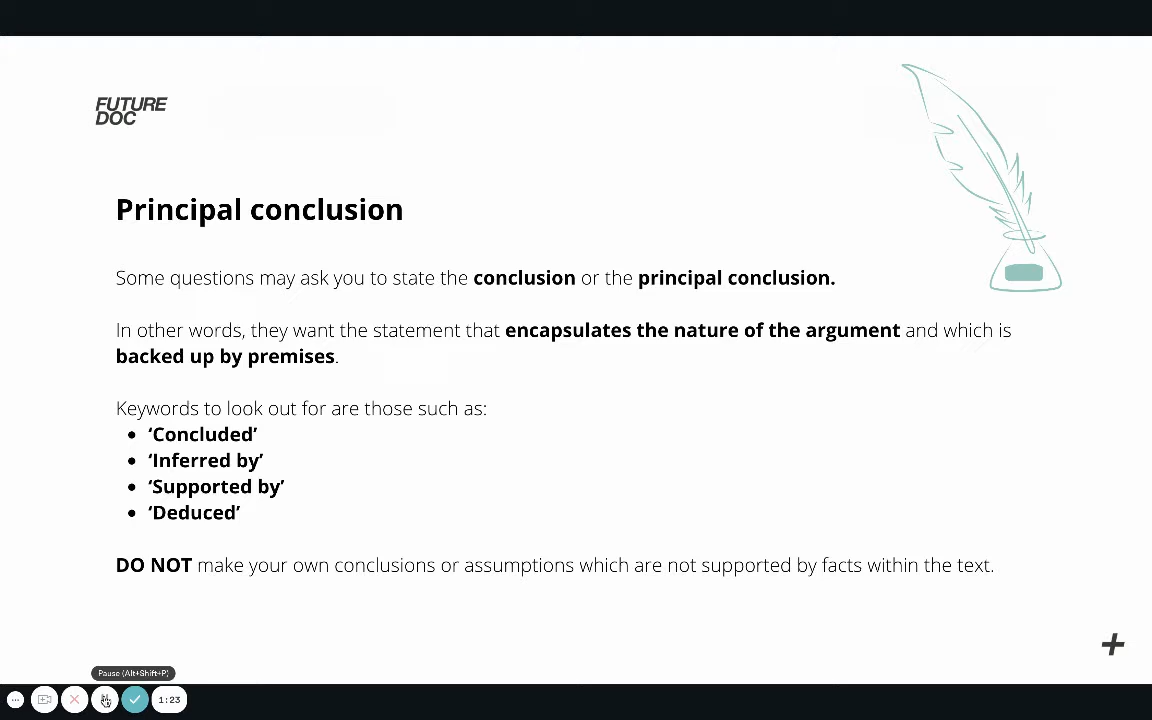 FUTURE
DOC
Principal conclusion
Some questions may ask you to state the conclusion or the principal conclusion.
In other words, they want the statement that encapsulates the nature of the argument and which is
backed up by premises.
Keywords to look out for are those such as:
• ‘Concluded’
• ‘Inferred by’
• ‘Supported by’
• ‘Deduced’
DO NOT make your own conclusions or assumptions which are not supported by facts within the text.
Pause (Alt+Shift+P)
1:23